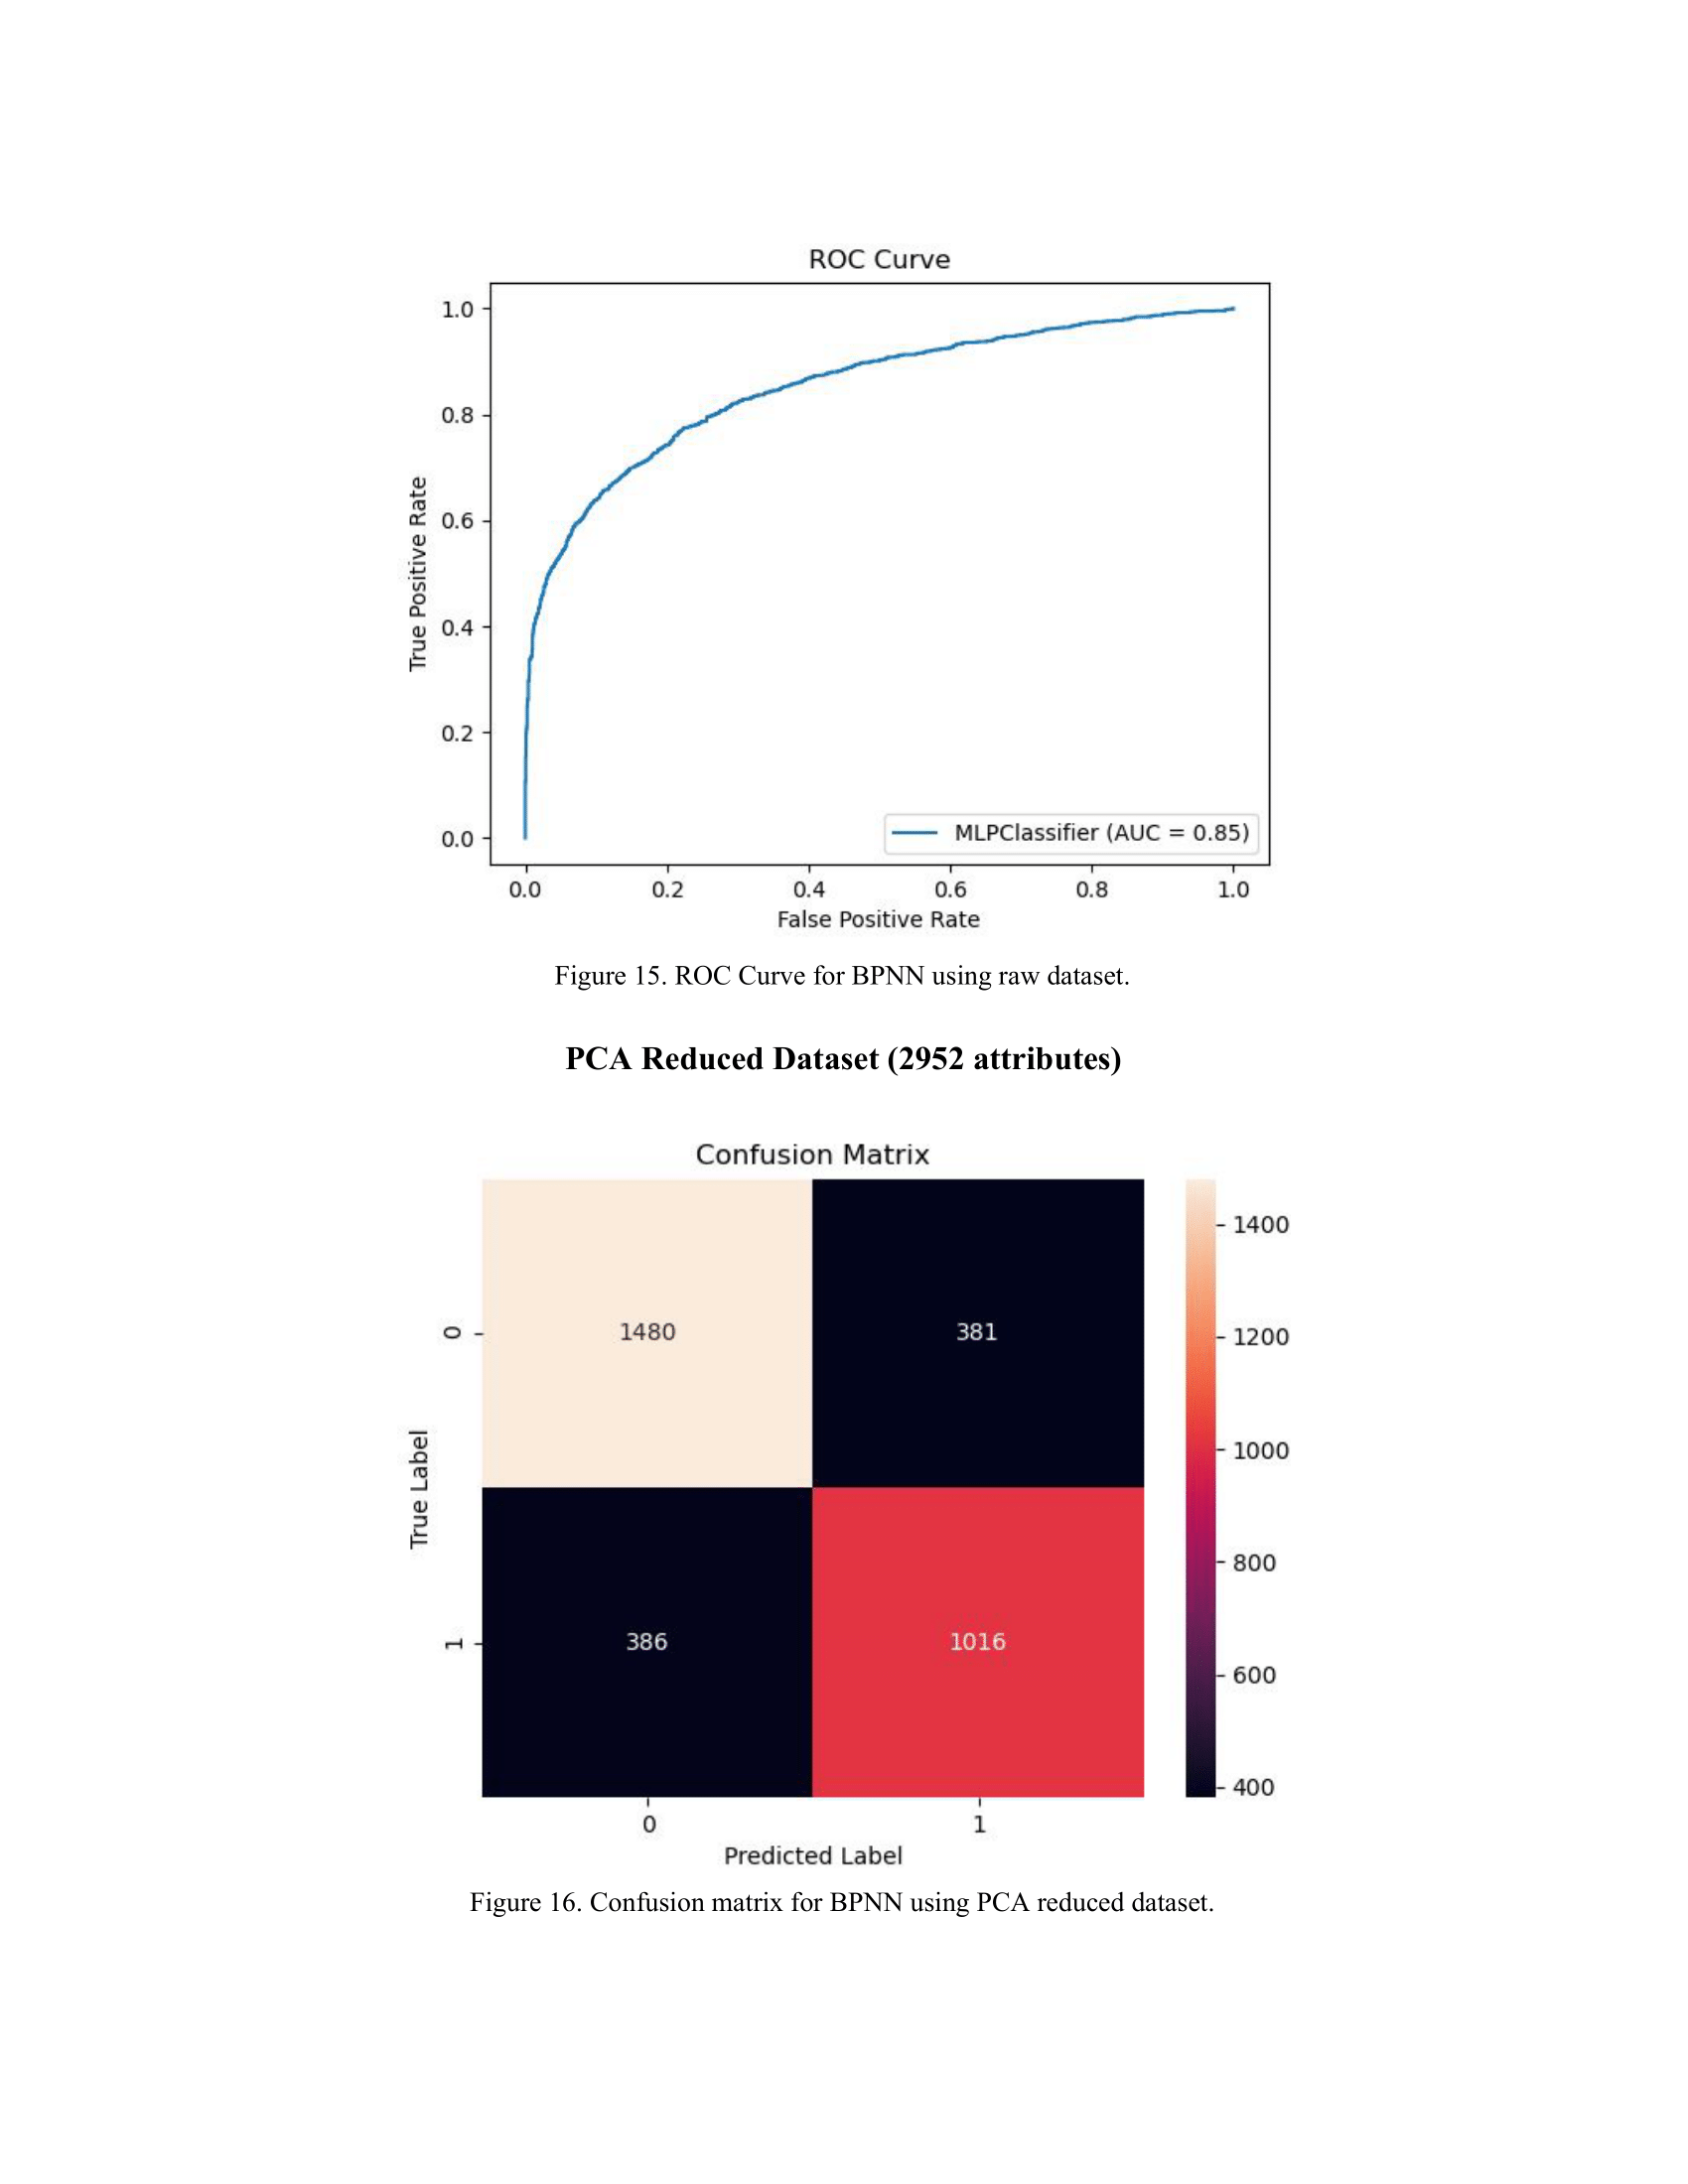 ROC Curve
1.0
0.8
0.6
0.4
0.2
0.0
True Positive Rate
MLPClassifier (AUC = 0.85)
0.0 0.2 0.4 0.6 0.8 1.0
False Positive Rate
Figure 15. ROC Curve for BPNN using raw dataset.
PCA Reduced Dataset (2952 attributes)
Confusion Matrix
True Label
0
1
1480 381
386 1016
0 1
Predicted Label
1400
1200
1000
800
600
400
Figure 16. Confusion matrix for BPNN using PCA reduced dataset.